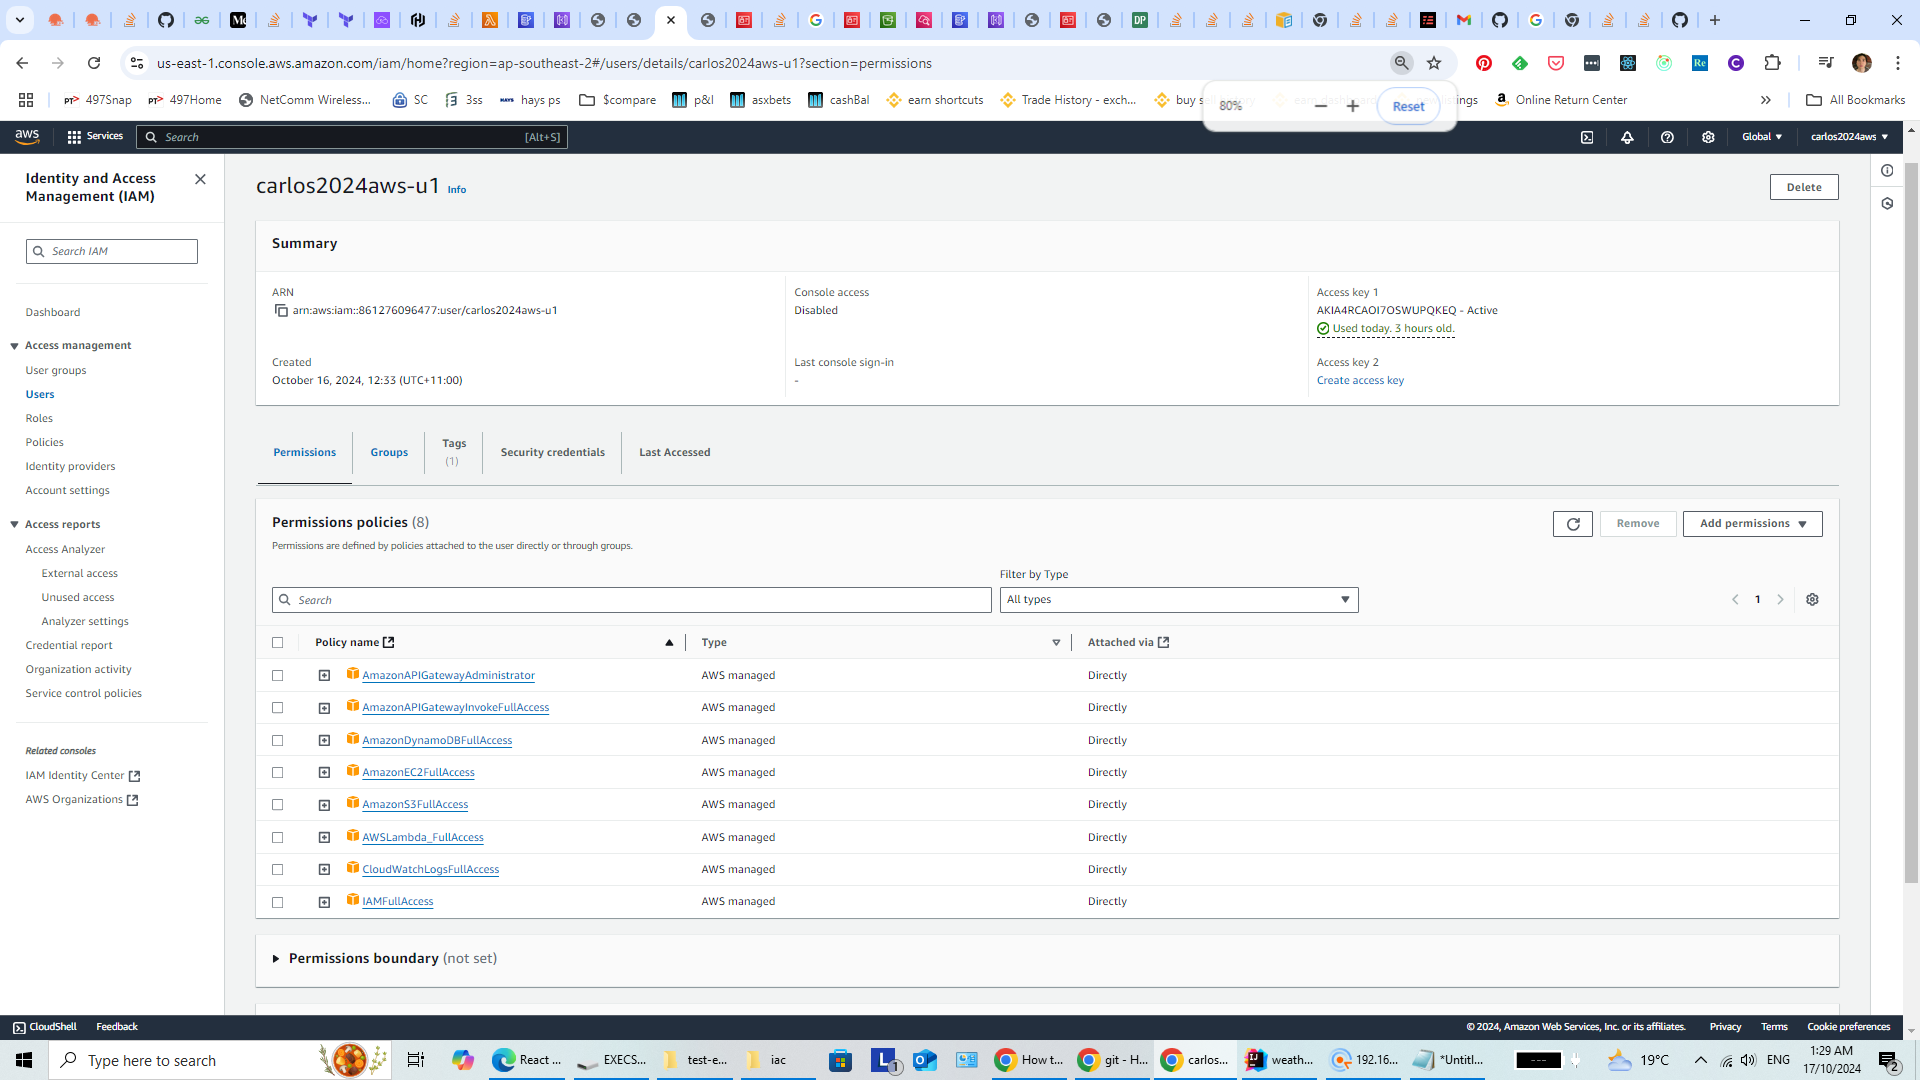 us-east-1.console.aws.amazon.com/iam/home?region=ap-southeast-2#/users/details/carlos2024aws-u1?section=permissions
497Snap
497Home
NetComm Wireless...
SC
3ss
hays ps
$compare
p&l
asxbets
cashBal
earn shortcuts
Trade History - exch...
Online Return Center
All Bookmarks
80%
Reset
aws
Services
Search
[Alt+S]
Global
carlos2024aws
Identity and Access
Management (IAM)
Search IAM
Dashboard
Access management
User groups
Users
Roles
Policies
Identity providers
Account settings
Access reports
Access Analyzer
External access
Unused access
Analyzer settings
Credential report
Organization activity
Service control policies
Related consoles
IAM Identity Center
AWS Organizations
carlos2024aws-u1 Info
Delete
Summary
ARN
arn:aws:iam::861276096477:user/carlos2024aws-u1
Created
October 16, 2024, 12:33 (UTC+11:00)
Console access
Disabled
Last console sign-in
-
Access key 1
AKIA4RCAOI7OSWUPQKEQ - Active
Used today. 3 hours old.
Access key 2
Create access key
Permissions
Groups
Tags
(1)
Security credentials
Last Accessed
Permissions policies (8)
Permissions are defined by policies attached to the user directly or through groups.
Remove
Add permissions
Filter by Type
Search
All types
1
Policy name
Type
Attached via
AmazonAPIGatewayAdministrator AWS managed Directly
AmazonAPIGatewayInvokeFullAccess AWS managed Directly
AmazonDynamoDBFullAccess AWS managed Directly
AmazonEC2FullAccess AWS managed Directly
AmazonS3FullAccess AWS managed Directly
AWSLambda_FullAccess AWS managed Directly
CloudWatchLogsFullAccess AWS managed Directly
IAMFullAccess AWS managed Directly
Permissions boundary (not set)
CloudShell
Feedback
© 2024, Amazon Web Services, Inc. or its affiliates.
Privacy
Terms
Cookie preferences
Type here to search
React ...
EXECS...
test-e...
iac
How t...
git - H...
carlos...
weath...
192.16...
*Untitl...
19°C
ENG
1:29 AM
17/10/2024
2